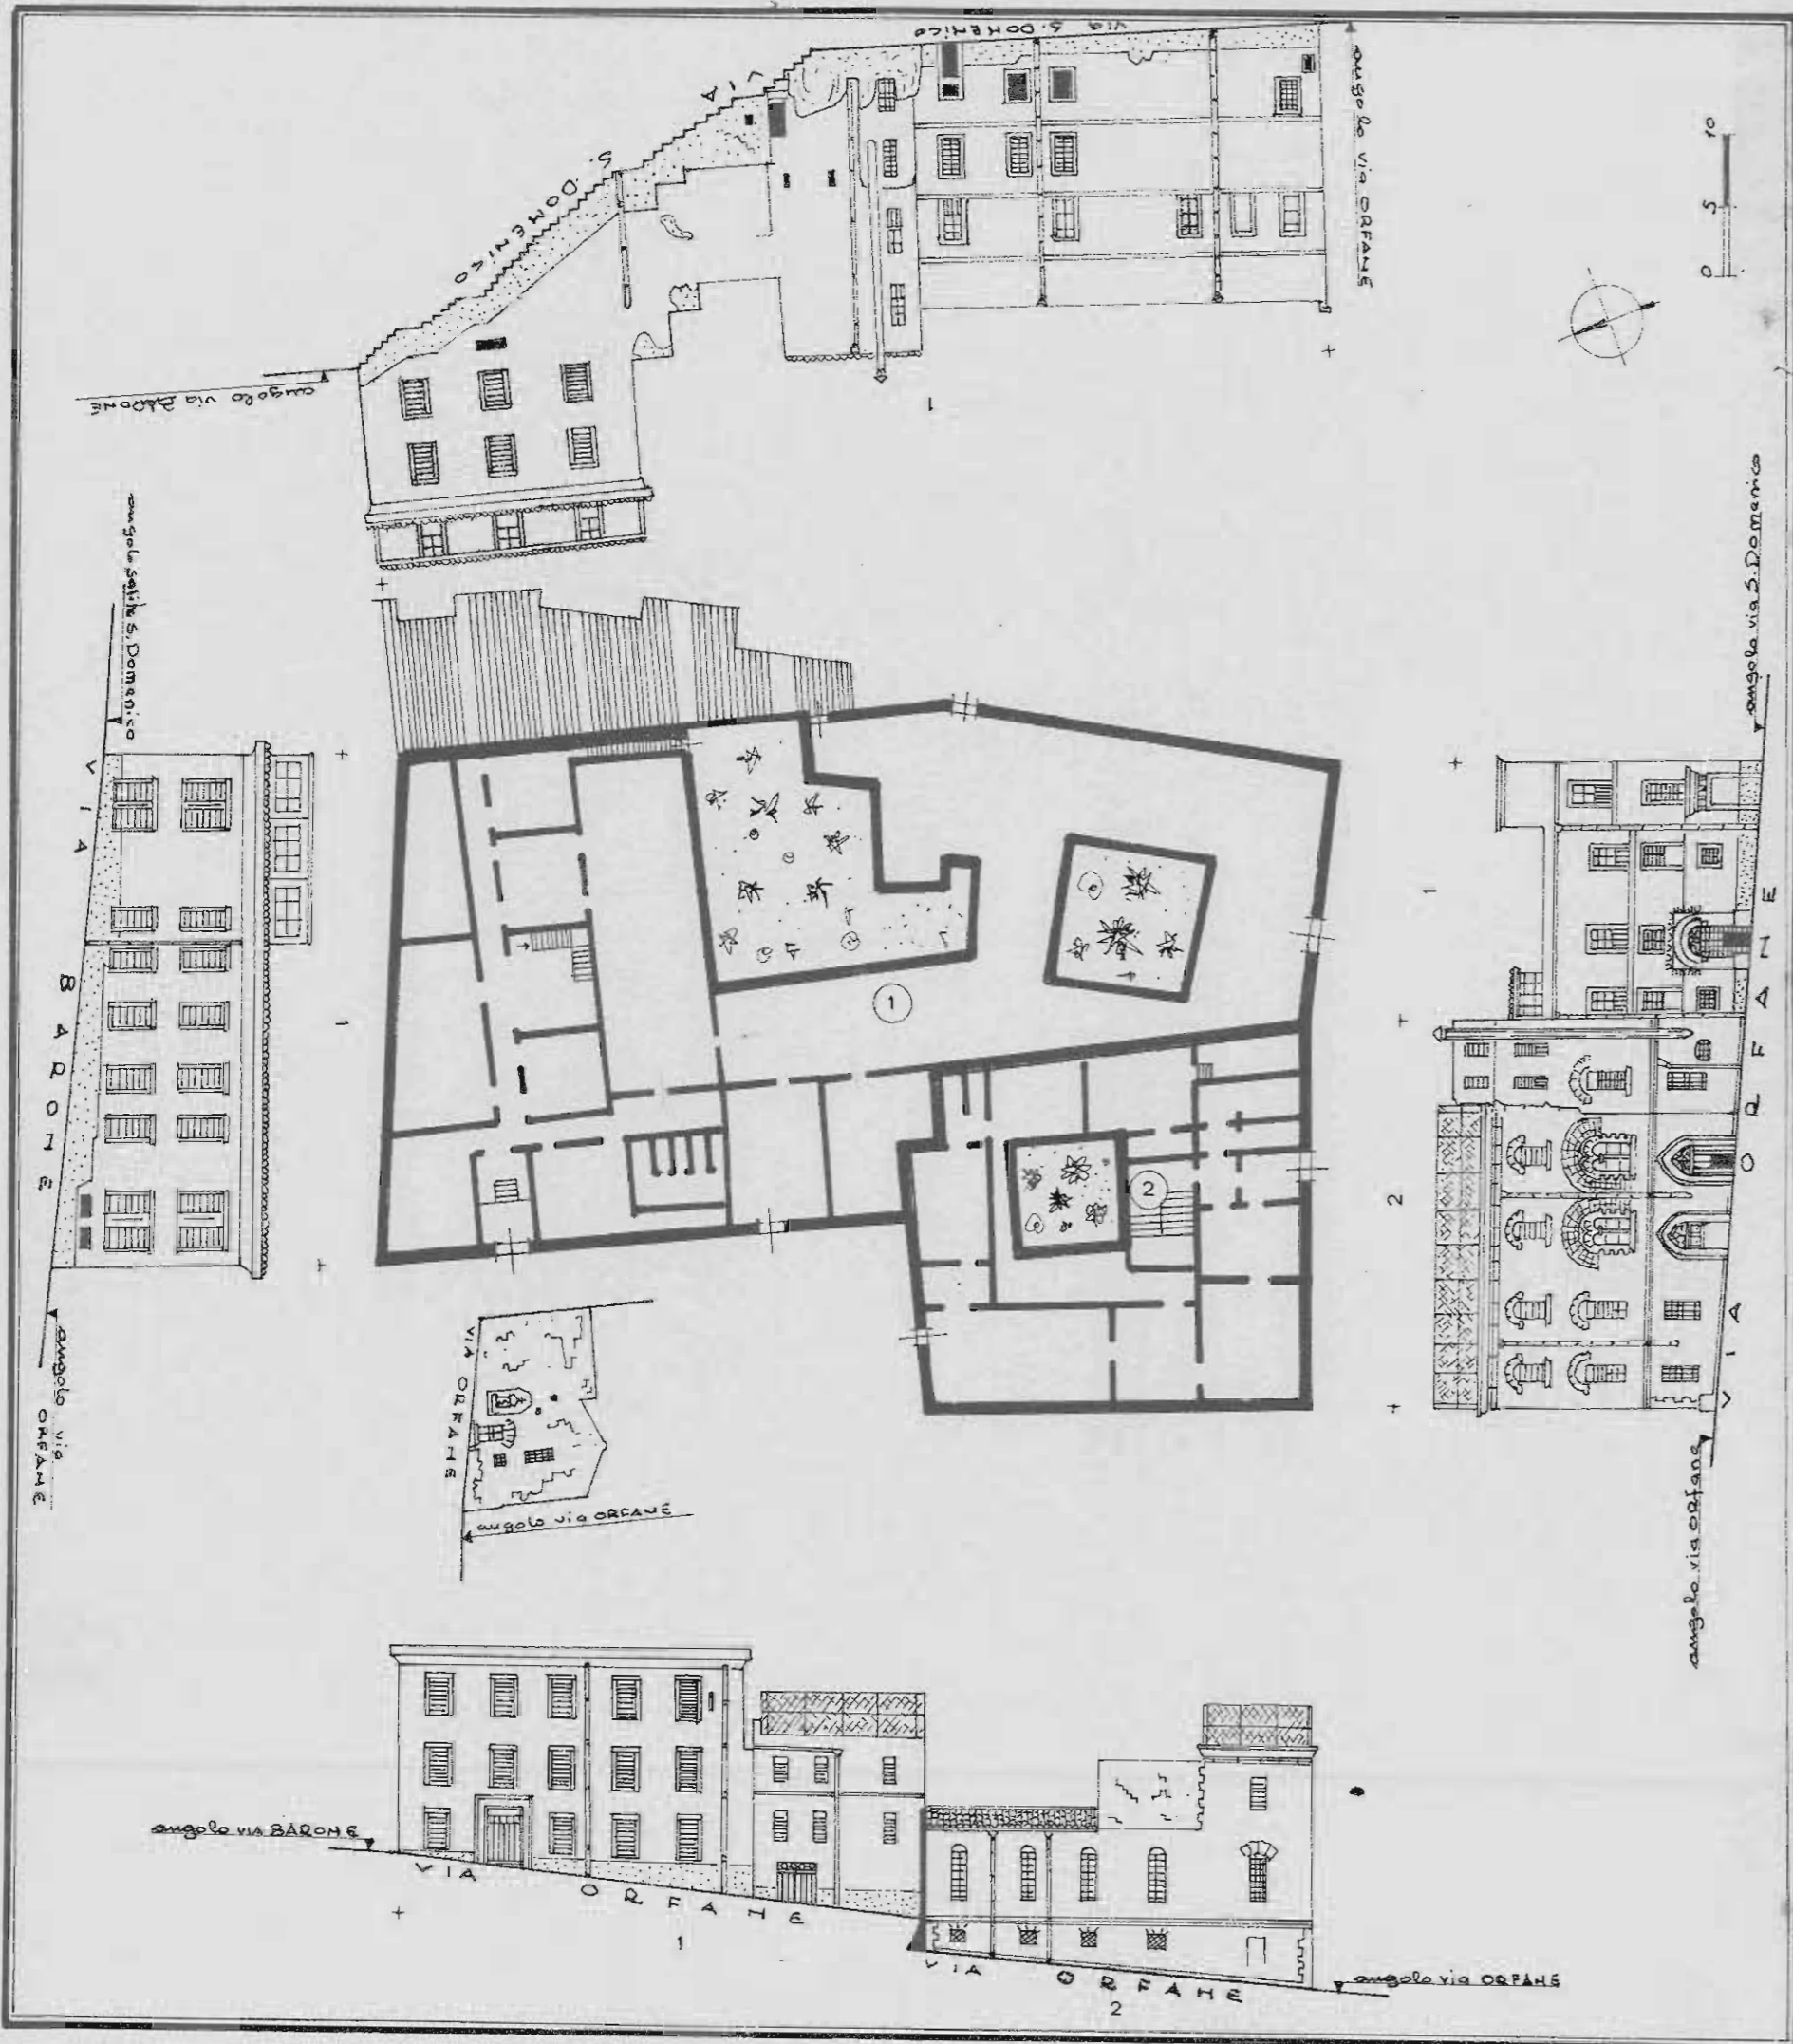 via S. DOMENICO
VIA
S. DOMENICO
angolo via ORFANE
10
5
0
angolo via BARONE
1
angolo salita S. Domenico
angolo via S. Domenico
VIA BARONE
1
1
VIA ORFANE
1
2
2
angolo via
ORFANE
VIA ORFANE
angolo via ORFANE
angolo via ORFANE
angolo VIA BARONE
VIA ORFANE
1
VIA ORFANE
2
angolo via ORFANE